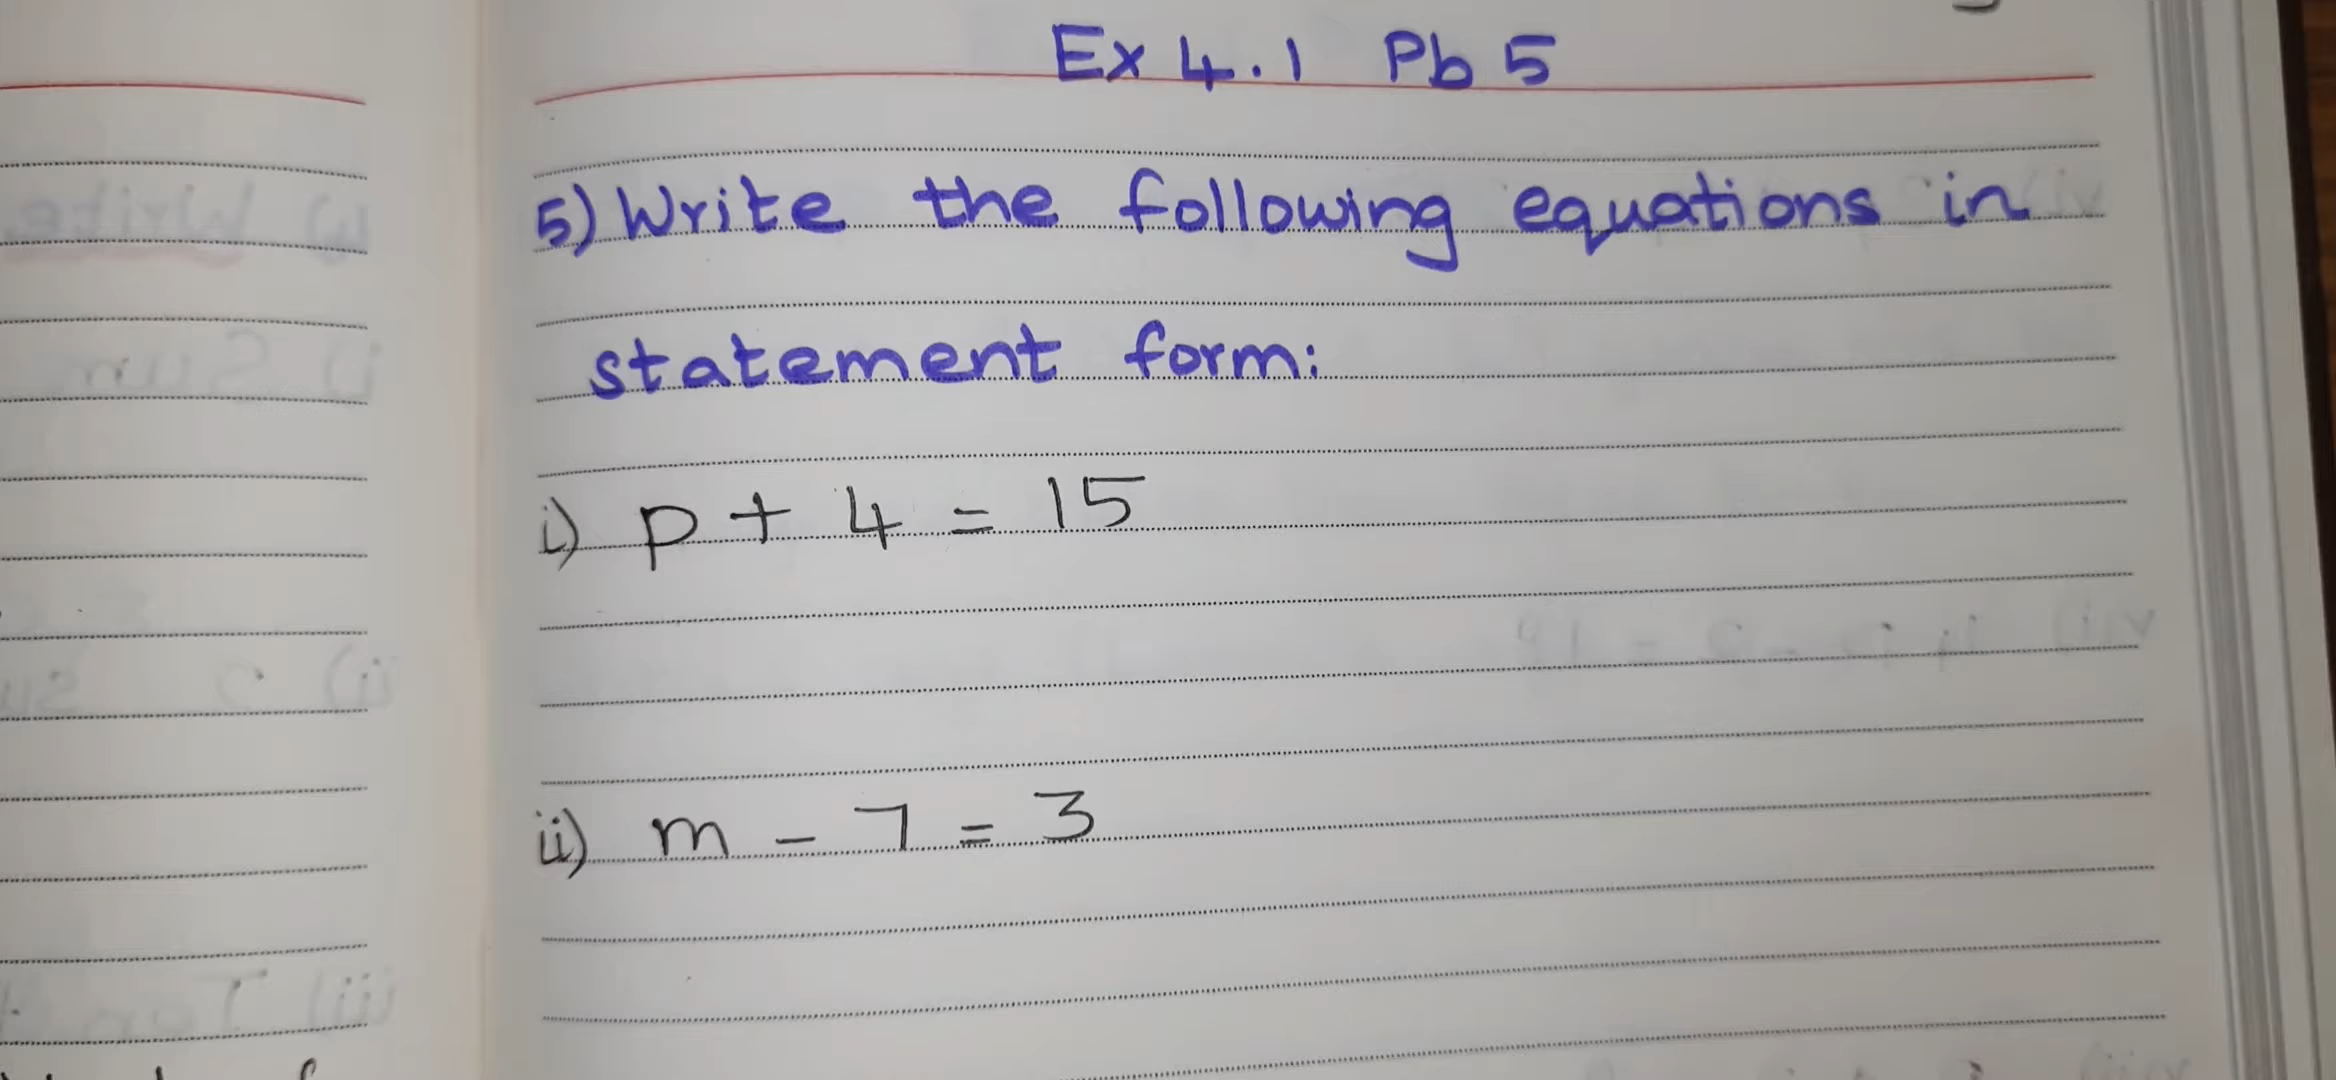 Ex 4.1 Pb 5
5) Write the following equations in
statement form:
i) p + 4 = 15
ii) m - 7 = 3